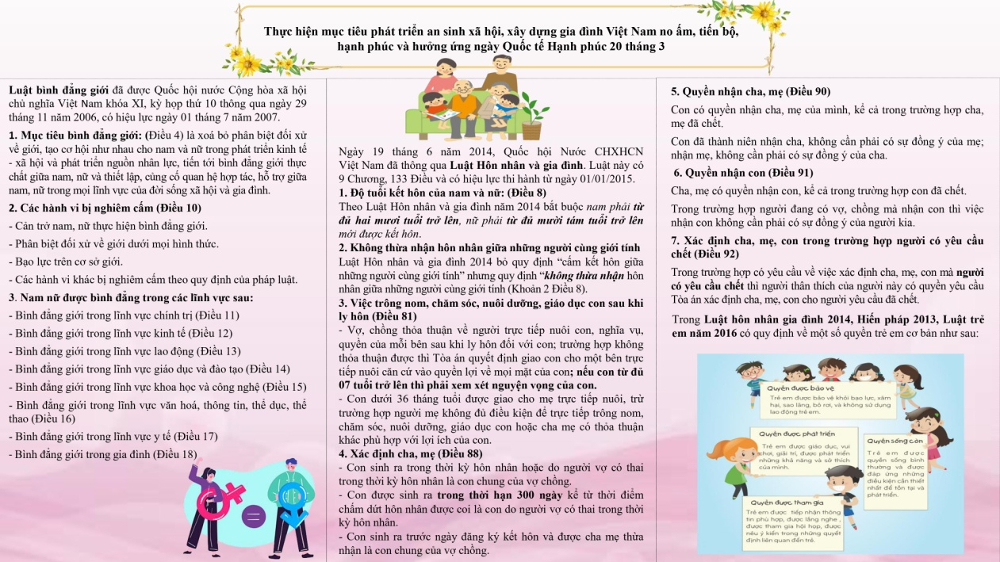 Thực hiện mục tiêu phát triển an sinh xã hội, xây dựng gia đình Việt Nam no ấm, tiến bộ,
hạnh phúc và hưởng ứng ngày Quốc tế Hạnh phúc 20 tháng 3
Luật bình đẳng giới đã được Quốc hội nước Cộng hòa xã hội
chủ nghĩa Việt Nam khóa XI, kỳ họp thứ 10 thông qua ngày 29
tháng 11 năm 2006, có hiệu lực ngày 01 tháng 7 năm 2007.
1. Mục tiêu bình đẳng giới: (Điều 4) là xoá bỏ phân biệt đối xử
về giới, tạo cơ hội như nhau cho nam và nữ trong phát triển kinh tế
- xã hội và phát triển nguồn nhân lực, tiến tới bình đẳng giới thực
chất giữa nam, nữ và thiết lập, củng cố quan hệ hợp tác, hỗ trợ giữa
nam, nữ trong mọi lĩnh vực của đời sống xã hội và gia đình.
2. Các hành vi bị nghiêm cấm (Điều 10)
- Cản trở nam, nữ thực hiện bình đẳng giới.
- Phân biệt đối xử về giới dưới mọi hình thức.
- Bạo lực trên cơ sở giới.
- Các hành vi khác bị nghiêm cấm theo quy định của pháp luật.
3. Nam nữ được bình đẳng trong các lĩnh vực sau:
- Bình đẳng giới trong lĩnh vực chính trị (Điều 11)
- Bình đẳng giới trong lĩnh vực kinh tế (Điều 12)
- Bình đẳng giới trong lĩnh vực lao động (Điều 13)
- Bình đẳng giới trong lĩnh vực giáo dục và đào tạo (Điều 14)
- Bình đẳng giới trong lĩnh vực khoa học và công nghệ (Điều 15)
- Bình đẳng giới trong lĩnh vực văn hoá, thông tin, thể dục, thể
thao (Điều 16)
- Bình đẳng giới trong lĩnh vực y tế (Điều 17)
- Bình đẳng giới trong gia đình (Điều 18)
Ngày 19 tháng 6 năm 2014, Quốc hội Nước CHXHCN
Việt Nam đã thông qua Luật Hôn nhân và gia đình. Luật này có
9 Chương, 133 Điều và có hiệu lực thi hành từ ngày 01/01/2015.
1. Độ tuổi kết hôn của nam và nữ: (Điều 8)
Theo Luật Hôn nhân và gia đình năm 2014 bắt buộc nam phải từ
đủ hai mươi tuổi trở lên, nữ phải từ đủ mười tám tuổi trở lên
mới được kết hôn.
2. Không thừa nhận hôn nhân giữa những người cùng giới tính
Luật Hôn nhân và gia đình 2014 bỏ quy định “cấm kết hôn giữa
những người cùng giới tính” nhưng quy định “không thừa nhận hôn
nhân giữa những người cùng giới tính (Khoản 2 Điều 8).
3. Việc trông nom, chăm sóc, nuôi dưỡng, giáo dục con sau khi
ly hôn (Điều 81)
- Vợ, chồng thỏa thuận về người trực tiếp nuôi con, nghĩa vụ,
quyền của mỗi bên sau khi ly hôn đối với con; trường hợp không
thỏa thuận được thì Tòa án quyết định giao con cho một bên trực
tiếp nuôi căn cứ vào quyền lợi về mọi mặt của con; nếu con từ đủ
07 tuổi trở lên thì phải xem xét nguyện vọng của con.
- Con dưới 36 tháng tuổi được giao cho mẹ trực tiếp nuôi, trừ
trường hợp người mẹ không đủ điều kiện để trực tiếp trông nom,
chăm sóc, nuôi dưỡng, giáo dục con hoặc cha mẹ có thỏa thuận
khác phù hợp với lợi ích của con.
4. Xác định cha, mẹ (Điều 88)
- Con sinh ra trong thời kỳ hôn nhân hoặc do người vợ có thai
trong thời kỳ hôn nhân là con chung của vợ chồng.
- Con được sinh ra trong thời hạn 300 ngày kể từ thời điểm
chấm dứt hôn nhân được coi là con do người vợ có thai trong thời
kỳ hôn nhân.
- Con sinh ra trước ngày đăng ký kết hôn và được cha mẹ thừa
nhận là con chung của vợ chồng.
5. Quyền nhận cha, mẹ (Điều 90)
Con có quyền nhận cha, mẹ của mình, kể cả trong trường hợp cha,
mẹ đã chết.
Con đã thành niên nhận cha, không cần phải có sự đồng ý của mẹ;
nhận mẹ, không cần phải có sự đồng ý của cha.
6. Quyền nhận con (Điều 91)
Cha, mẹ có quyền nhận con, kể cả trong trường hợp con đã chết.
Trong trường hợp người đang có vợ, chồng mà nhận con thì việc
nhận con không cần phải có sự đồng ý của người kia.
7. Xác định cha, mẹ, con trong trường hợp người có yêu cầu
chết (Điều 92)
Trong trường hợp có yêu cầu về việc xác định cha, mẹ, con mà người
có yêu cầu chết thì người thân thích của người này có quyền yêu cầu
Tòa án xác định cha, mẹ, con cho người yêu cầu đã chết.
Trong Luật hôn nhân gia đình 2014, Hiến pháp 2013, Luật trẻ
em năm 2016 có quy định về một số quyền trẻ em cơ bản như sau:
Quyền được bảo vệ
Trẻ em được bảo vệ khỏi bạo lực, xâm
hại, sao lãng, bỏ rơi, và không sử dụng
lao động trẻ em.
Quyền được phát triển
Trẻ em được giáo dục, vui
chơi, giải trí, được phát triển
những khả năng và sở thích
của mình.
Quyền sống còn
Trẻ em được
quyền sống bình
thường và được
đáp ứng những
điều kiện cần thiết
nhất để tồn tại và
phát triển.
Quyền được tham gia
Trẻ em được tiếp nhận thông
tin phù hợp, được lắng nghe ,
được tham gia hội họp, được
nêu ý kiến trong những quyết
định liên quan đến trẻ.